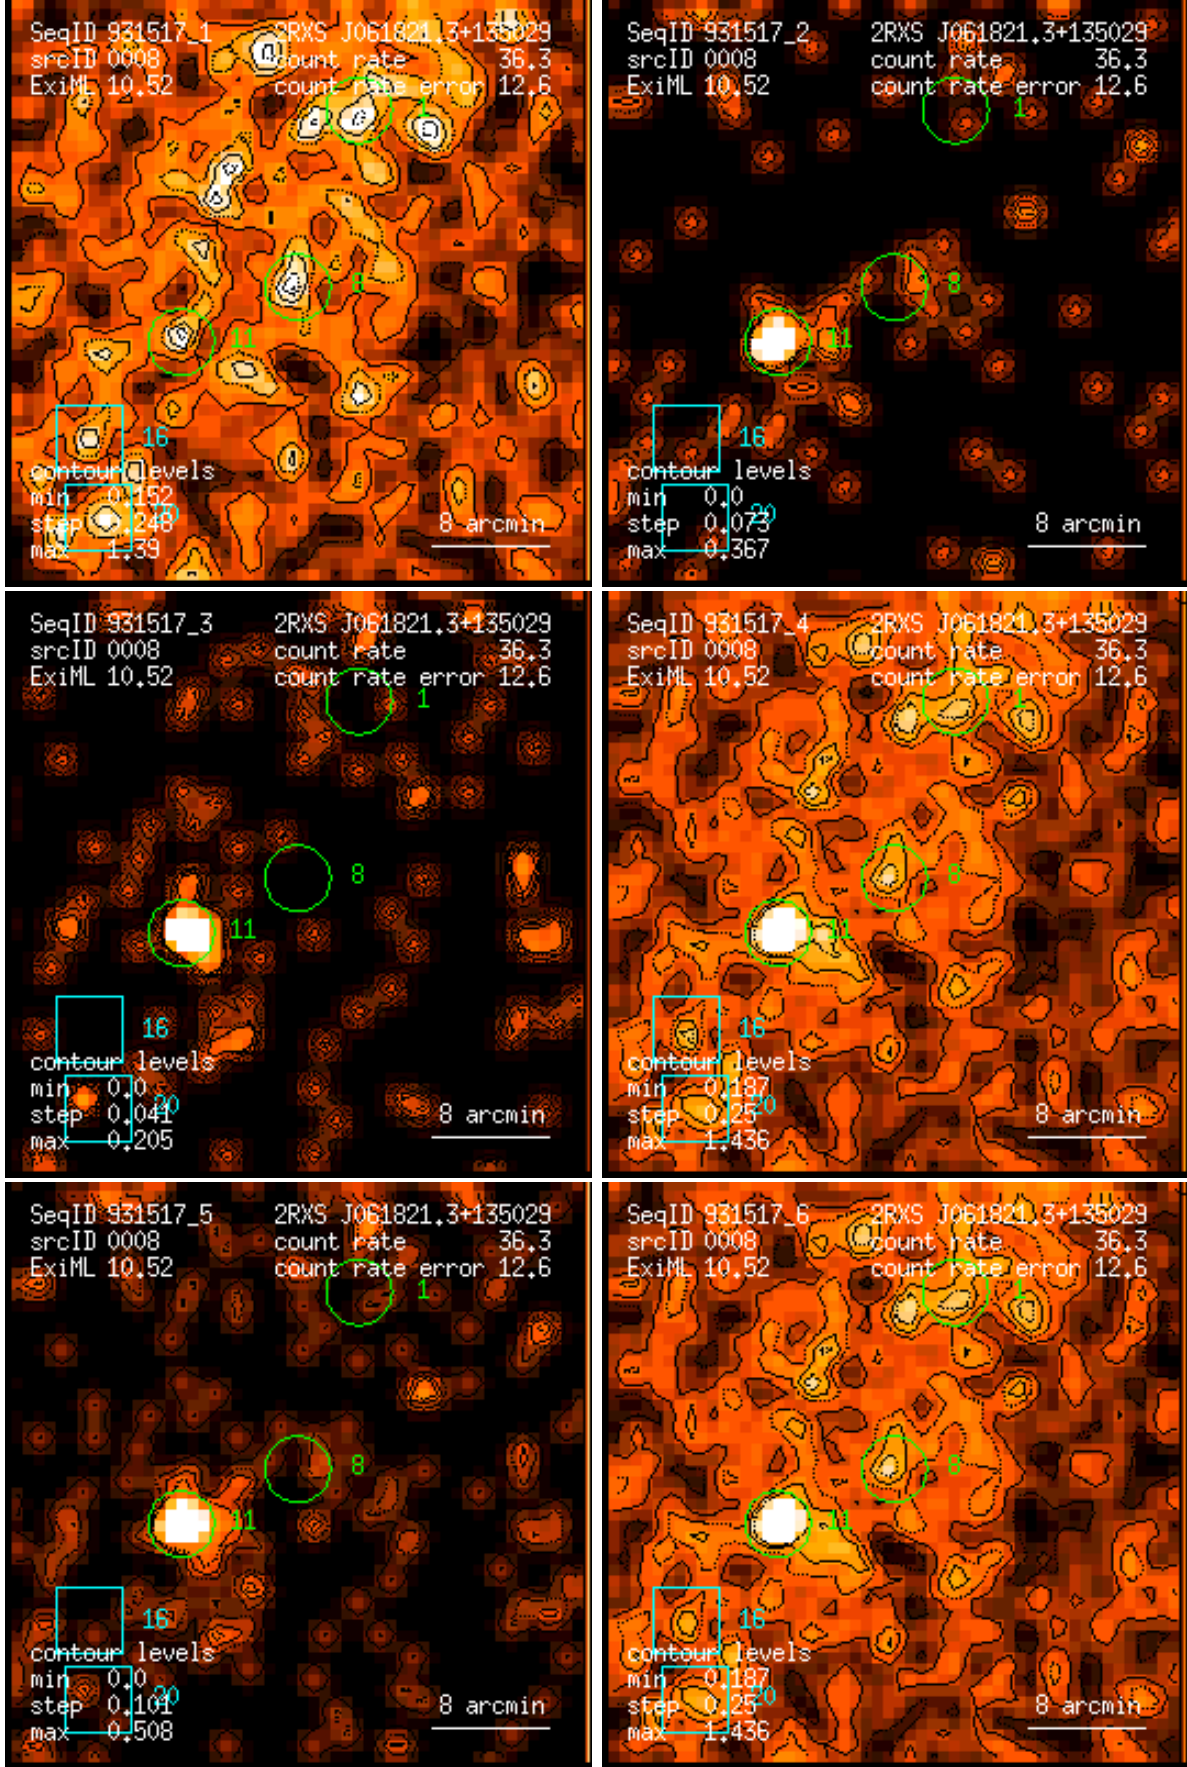 SeqID 931517_1 2RXS J061821.3+135029
srcID 0008 count rate 36.3
ExiML 10.52 count rate error 12.6
1
8
11
16
contour levels
min 0.152
step 0.248 20 8 arcmin
max 1.39
SeqID 931517_2 2RXS J061821.3+135029
srcID 0008 count rate 36.3
ExiML 10.52 count rate error 12.6
1
8
11
16
contour levels
min 0.0
step 0.073 20 8 arcmin
max 0.367
SeqID 931517_3 2RXS J061821.3+135029
srcID 0008 count rate 36.3
ExiML 10.52 count rate error 12.6
1
8
11
16
contour levels
min 0.0
step 0.041 20 8 arcmin
max 0.205
SeqID 931517_4 2RXS J061821.3+135029
srcID 0008 count rate 36.3
ExiML 10.52 count rate error 12.6
1
8
11
16
contour levels
min 0.187
step 0.25 20 8 arcmin
max 1.436
SeqID 931517_5 2RXS J061821.3+135029
srcID 0008 count rate 36.3
ExiML 10.52 count rate error 12.6
1
8
11
16
contour levels
min 0.0
step 0.101 20 8 arcmin
max 0.508
SeqID 931517_6 2RXS J061821.3+135029
srcID 0008 count rate 36.3
ExiML 10.52 count rate error 12.6
1
8
11
16
contour levels
min 0.187
step 0.25 20 8 arcmin
max 1.436